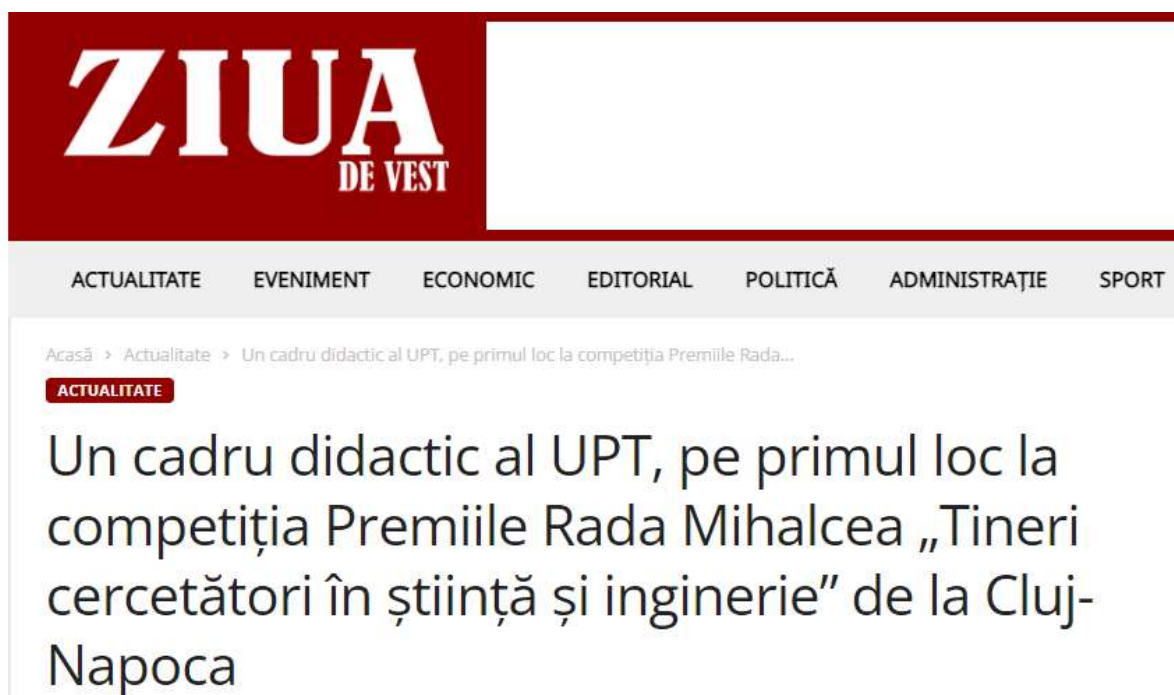 ZIUA
DE VEST
ACTUALITATE EVENIMENT ECONOMIC EDITORIAL POLITICĂ ADMINISTRAȚIE SPORT
Acasă › Actualitate › Un cadru didactic al UPT, pe primul loc la competiția Premiile Rada...
ACTUALITATE
Un cadru didactic al UPT, pe primul loc la
competiția Premiile Rada Mihalcea „Tineri
cercetători în știință și inginerie” de la Cluj-
Napoca